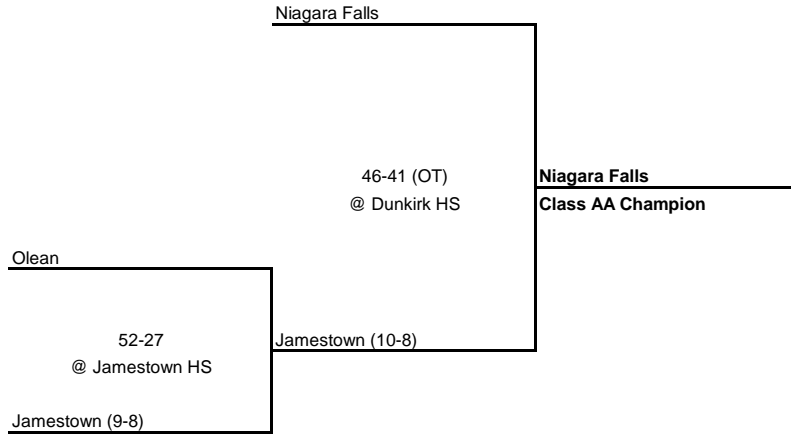 Niagara Falls
46-41 (OT)
@ Dunkirk HS
Niagara Falls
Class AA Champion
Olean
52-27
@ Jamestown HS
Jamestown (10-8)
Jamestown (9-8)